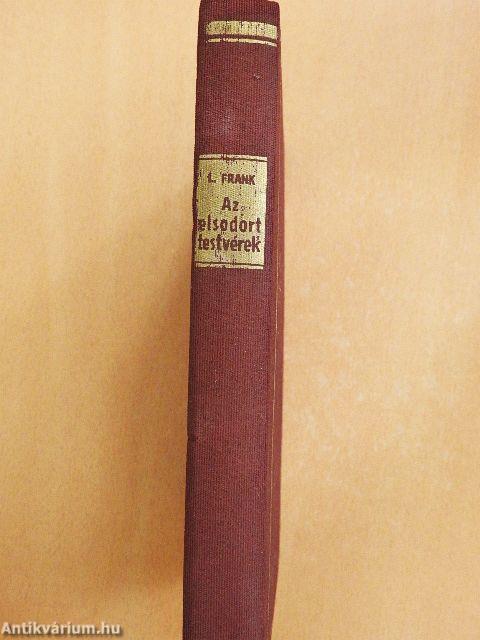 L. FRANK
Az
elsodort
testvérek
Antikvárium.hu